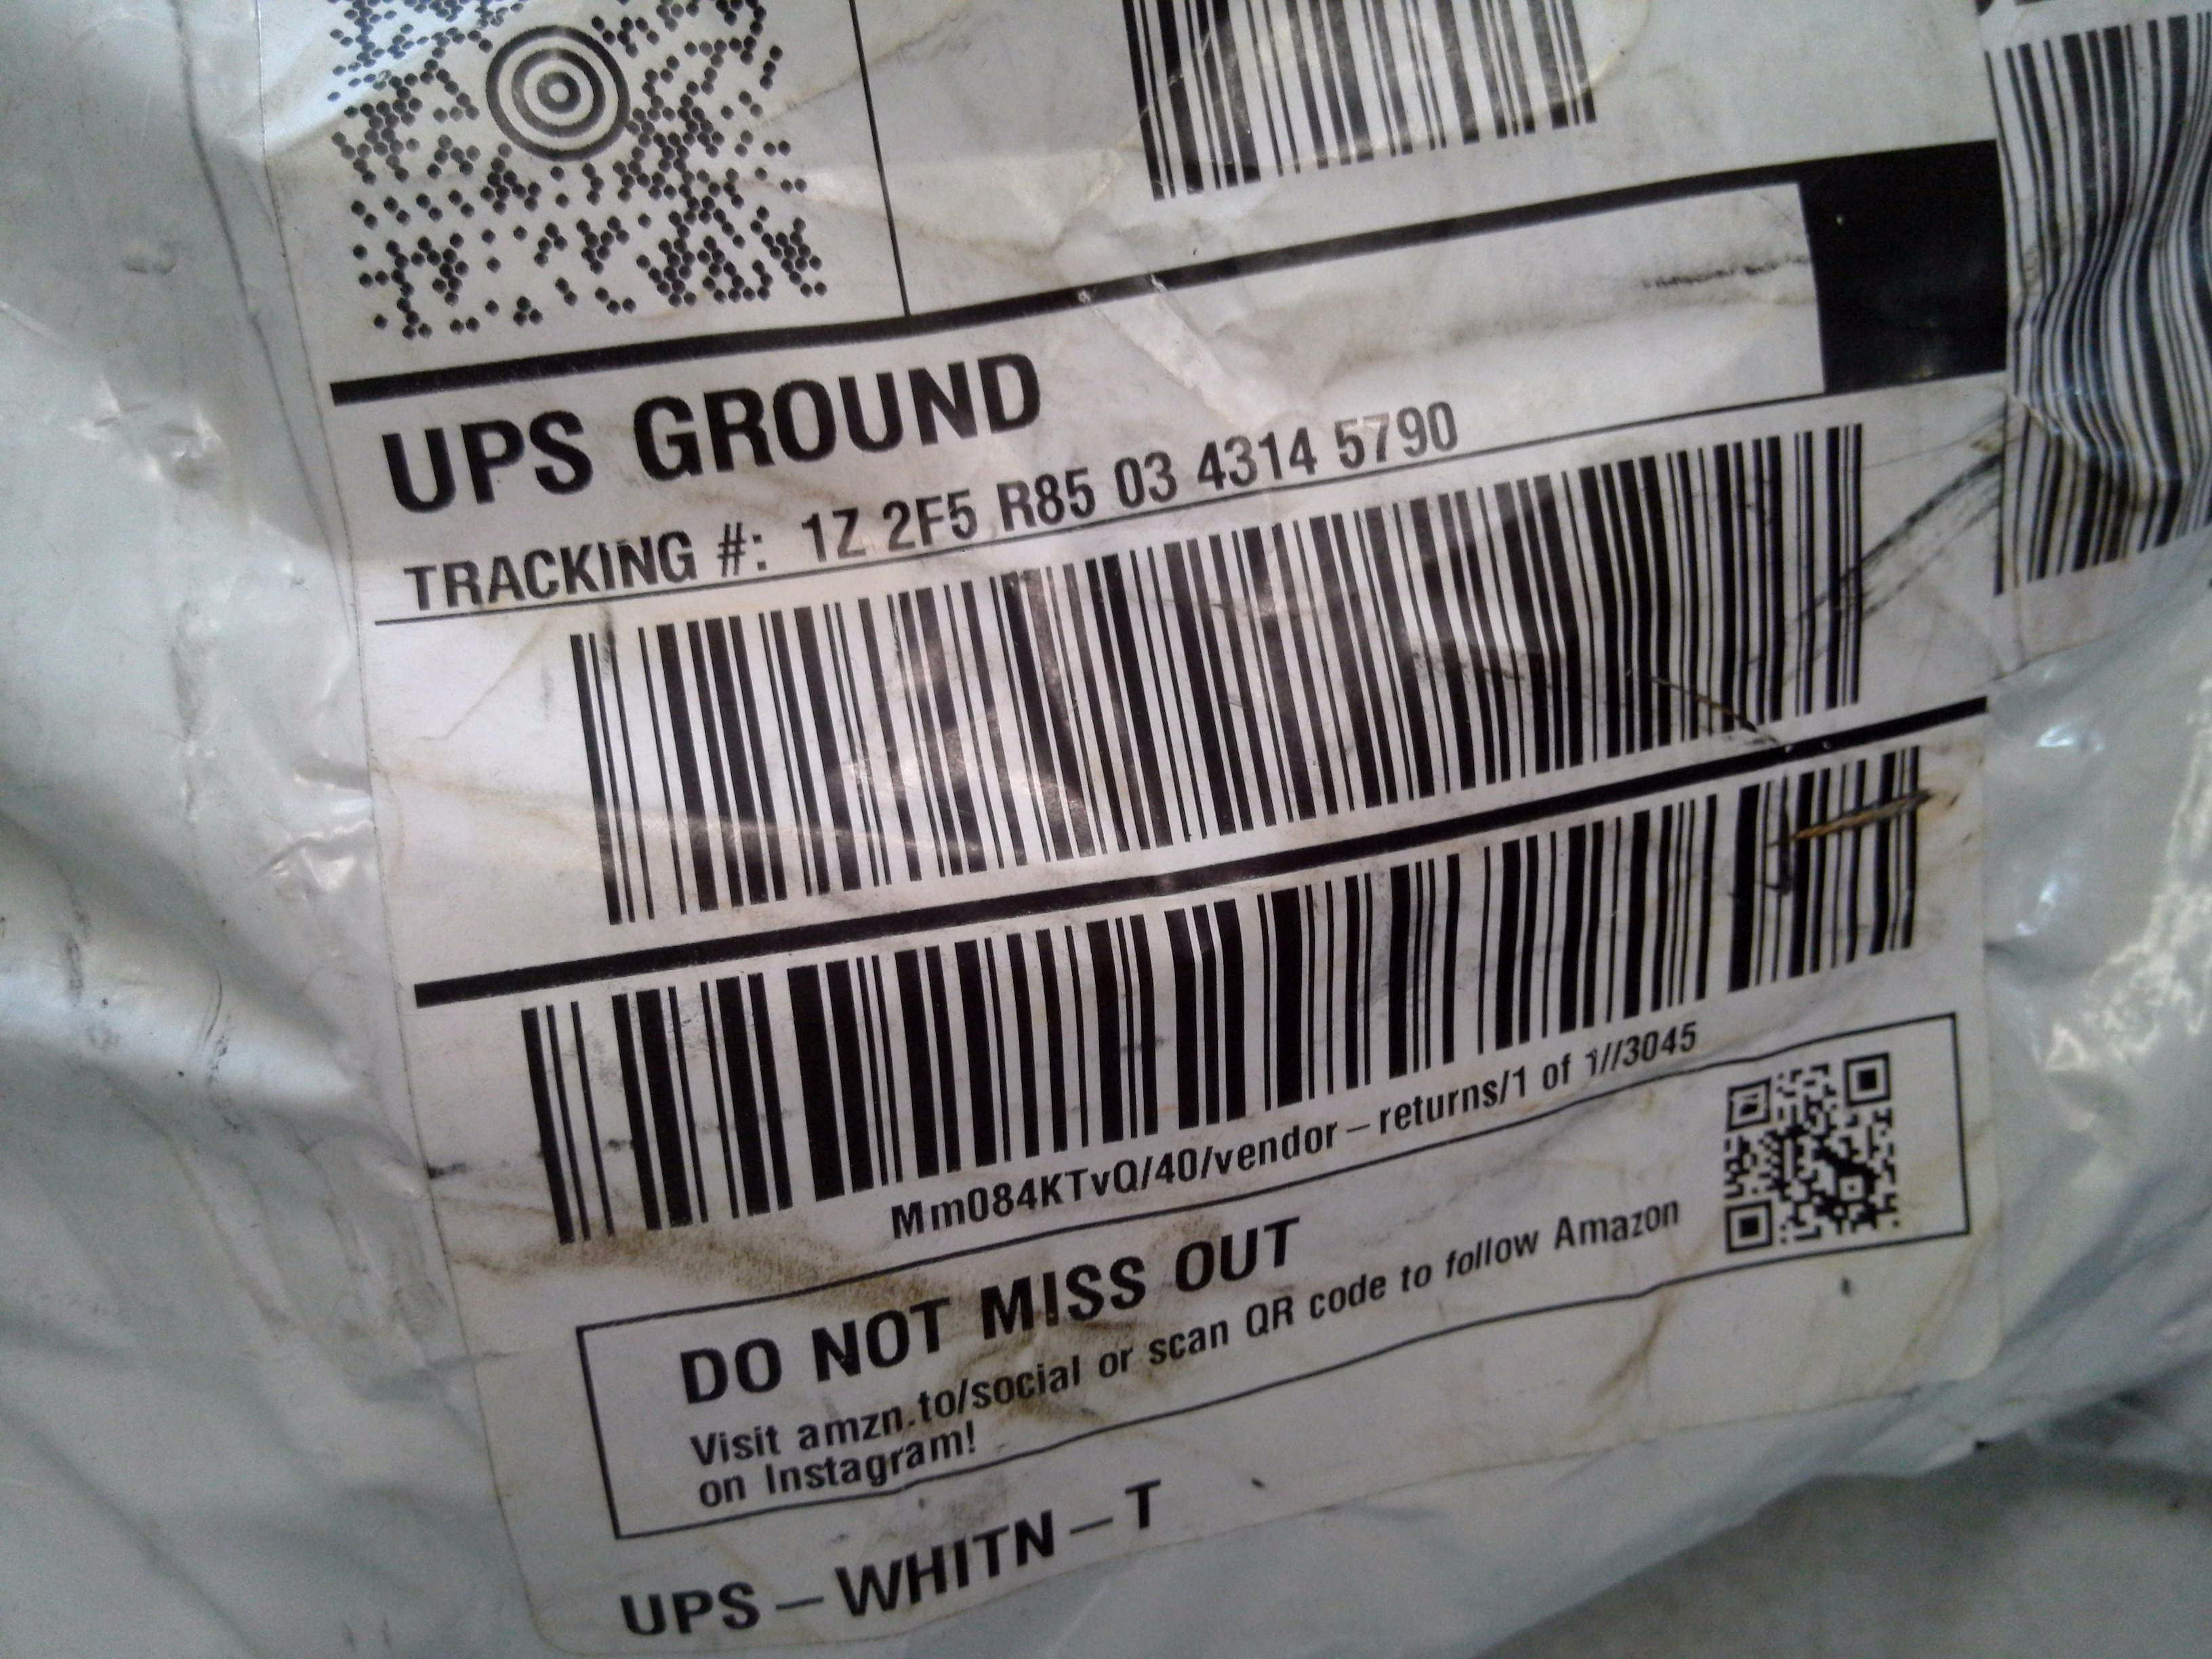 UPS GROUND
TRACKING #: 1Z 2F5 R85 03 4314 5790
Mm084KTvQ/40/vendor-returns/1 of 1//3045
DO NOT MISS OUT
Visit amzn.to/social or scan QR code to follow Amazon
on Instagram!
UPS-WHITN-T